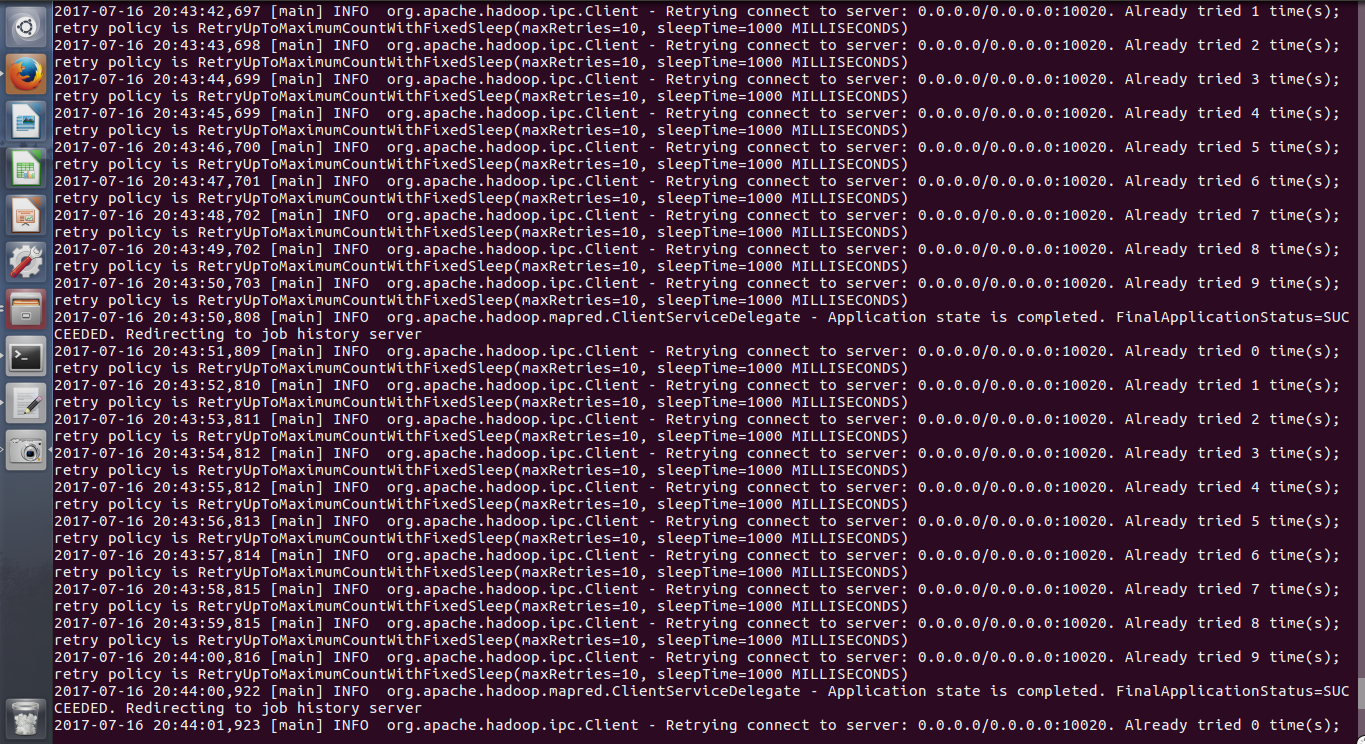 2017-07-16 20:43:42,697 [main] INFO  org.apache.hadoop.ipc.Client - Retrying connect to server: 0.0.0.0/0.0.0.0:10020. Already tried 1 time(s);
retry policy is RetryUpToMaximumCountWithFixedSleep(maxRetries=10, sleepTime=1000 MILLISECONDS)
2017-07-16 20:43:43,698 [main] INFO  org.apache.hadoop.ipc.Client - Retrying connect to server: 0.0.0.0/0.0.0.0:10020. Already tried 2 time(s);
retry policy is RetryUpToMaximumCountWithFixedSleep(maxRetries=10, sleepTime=1000 MILLISECONDS)
2017-07-16 20:43:44,699 [main] INFO  org.apache.hadoop.ipc.Client - Retrying connect to server: 0.0.0.0/0.0.0.0:10020. Already tried 3 time(s);
retry policy is RetryUpToMaximumCountWithFixedSleep(maxRetries=10, sleepTime=1000 MILLISECONDS)
2017-07-16 20:43:45,699 [main] INFO  org.apache.hadoop.ipc.Client - Retrying connect to server: 0.0.0.0/0.0.0.0:10020. Already tried 4 time(s);
retry policy is RetryUpToMaximumCountWithFixedSleep(maxRetries=10, sleepTime=1000 MILLISECONDS)
2017-07-16 20:43:46,700 [main] INFO  org.apache.hadoop.ipc.Client - Retrying connect to server: 0.0.0.0/0.0.0.0:10020. Already tried 5 time(s);
retry policy is RetryUpToMaximumCountWithFixedSleep(maxRetries=10, sleepTime=1000 MILLISECONDS)
2017-07-16 20:43:47,701 [main] INFO  org.apache.hadoop.ipc.Client - Retrying connect to server: 0.0.0.0/0.0.0.0:10020. Already tried 6 time(s);
retry policy is RetryUpToMaximumCountWithFixedSleep(maxRetries=10, sleepTime=1000 MILLISECONDS)
2017-07-16 20:43:48,702 [main] INFO  org.apache.hadoop.ipc.Client - Retrying connect to server: 0.0.0.0/0.0.0.0:10020. Already tried 7 time(s);
retry policy is RetryUpToMaximumCountWithFixedSleep(maxRetries=10, sleepTime=1000 MILLISECONDS)
2017-07-16 20:43:49,702 [main] INFO  org.apache.hadoop.ipc.Client - Retrying connect to server: 0.0.0.0/0.0.0.0:10020. Already tried 8 time(s);
retry policy is RetryUpToMaximumCountWithFixedSleep(maxRetries=10, sleepTime=1000 MILLISECONDS)
2017-07-16 20:43:50,703 [main] INFO  org.apache.hadoop.ipc.Client - Retrying connect to server: 0.0.0.0/0.0.0.0:10020. Already tried 9 time(s);
retry policy is RetryUpToMaximumCountWithFixedSleep(maxRetries=10, sleepTime=1000 MILLISECONDS)
2017-07-16 20:43:50,808 [main] INFO  org.apache.hadoop.mapred.ClientServiceDelegate - Application state is completed. FinalApplicationStatus=SUC
CEEDED. Redirecting to job history server
2017-07-16 20:43:51,809 [main] INFO  org.apache.hadoop.ipc.Client - Retrying connect to server: 0.0.0.0/0.0.0.0:10020. Already tried 0 time(s);
retry policy is RetryUpToMaximumCountWithFixedSleep(maxRetries=10, sleepTime=1000 MILLISECONDS)
2017-07-16 20:43:52,810 [main] INFO  org.apache.hadoop.ipc.Client - Retrying connect to server: 0.0.0.0/0.0.0.0:10020. Already tried 1 time(s);
retry policy is RetryUpToMaximumCountWithFixedSleep(maxRetries=10, sleepTime=1000 MILLISECONDS)
2017-07-16 20:43:53,811 [main] INFO  org.apache.hadoop.ipc.Client - Retrying connect to server: 0.0.0.0/0.0.0.0:10020. Already tried 2 time(s);
retry policy is RetryUpToMaximumCountWithFixedSleep(maxRetries=10, sleepTime=1000 MILLISECONDS)
2017-07-16 20:43:54,812 [main] INFO  org.apache.hadoop.ipc.Client - Retrying connect to server: 0.0.0.0/0.0.0.0:10020. Already tried 3 time(s);
retry policy is RetryUpToMaximumCountWithFixedSleep(maxRetries=10, sleepTime=1000 MILLISECONDS)
2017-07-16 20:43:55,812 [main] INFO  org.apache.hadoop.ipc.Client - Retrying connect to server: 0.0.0.0/0.0.0.0:10020. Already tried 4 time(s);
retry policy is RetryUpToMaximumCountWithFixedSleep(maxRetries=10, sleepTime=1000 MILLISECONDS)
2017-07-16 20:43:56,813 [main] INFO  org.apache.hadoop.ipc.Client - Retrying connect to server: 0.0.0.0/0.0.0.0:10020. Already tried 5 time(s);
retry policy is RetryUpToMaximumCountWithFixedSleep(maxRetries=10, sleepTime=1000 MILLISECONDS)
2017-07-16 20:43:57,814 [main] INFO  org.apache.hadoop.ipc.Client - Retrying connect to server: 0.0.0.0/0.0.0.0:10020. Already tried 6 time(s);
retry policy is RetryUpToMaximumCountWithFixedSleep(maxRetries=10, sleepTime=1000 MILLISECONDS)
2017-07-16 20:43:58,815 [main] INFO  org.apache.hadoop.ipc.Client - Retrying connect to server: 0.0.0.0/0.0.0.0:10020. Already tried 7 time(s);
retry policy is RetryUpToMaximumCountWithFixedSleep(maxRetries=10, sleepTime=1000 MILLISECONDS)
2017-07-16 20:43:59,815 [main] INFO  org.apache.hadoop.ipc.Client - Retrying connect to server: 0.0.0.0/0.0.0.0:10020. Already tried 8 time(s);
retry policy is RetryUpToMaximumCountWithFixedSleep(maxRetries=10, sleepTime=1000 MILLISECONDS)
2017-07-16 20:44:00,816 [main] INFO  org.apache.hadoop.ipc.Client - Retrying connect to server: 0.0.0.0/0.0.0.0:10020. Already tried 9 time(s);
retry policy is RetryUpToMaximumCountWithFixedSleep(maxRetries=10, sleepTime=1000 MILLISECONDS)
2017-07-16 20:44:00,922 [main] INFO  org.apache.hadoop.mapred.ClientServiceDelegate - Application state is completed. FinalApplicationStatus=SUC
CEEDED. Redirecting to job history server
2017-07-16 20:44:01,923 [main] INFO  org.apache.hadoop.ipc.Client - Retrying connect to server: 0.0.0.0/0.0.0.0:10020. Already tried 0 time(s);